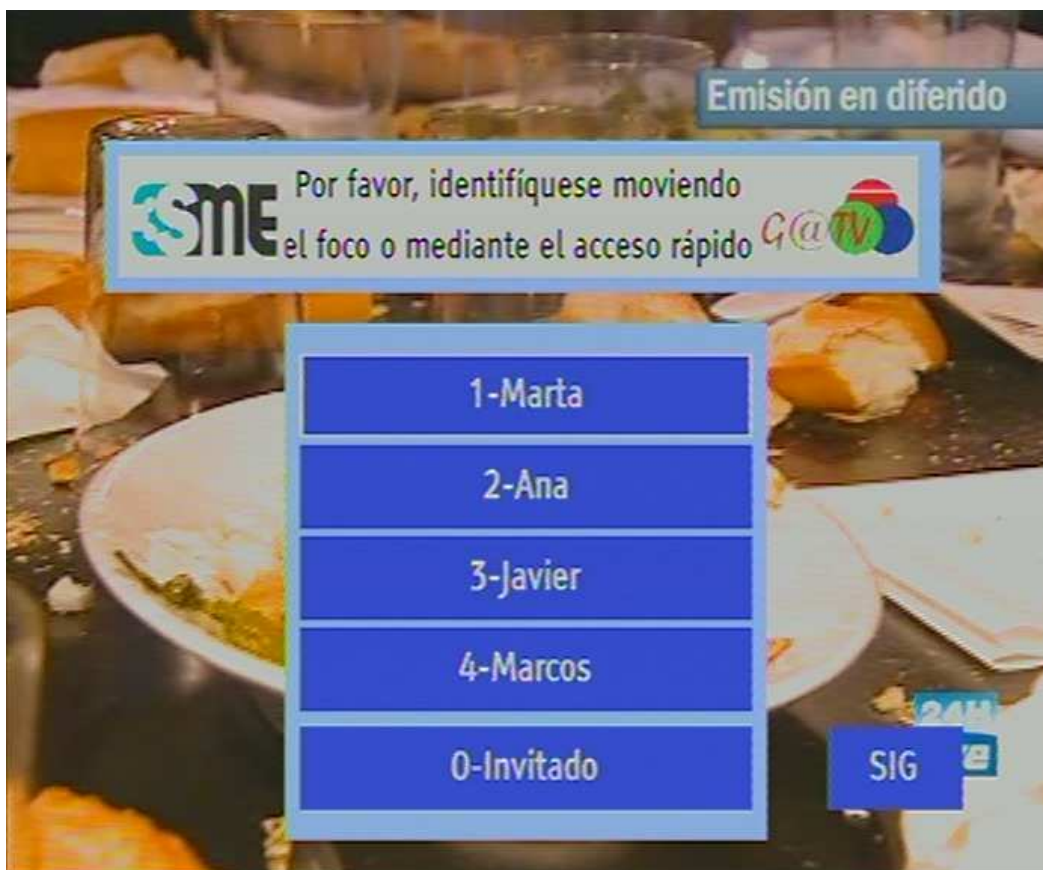 Emisión en diferido
3SME
Por favor, identifíquese moviendo
el foco o mediante el acceso rápido
G@TV
1-Marta
2-Ana
3-Javier
4-Marcos
0-Invitado
24H
SIG